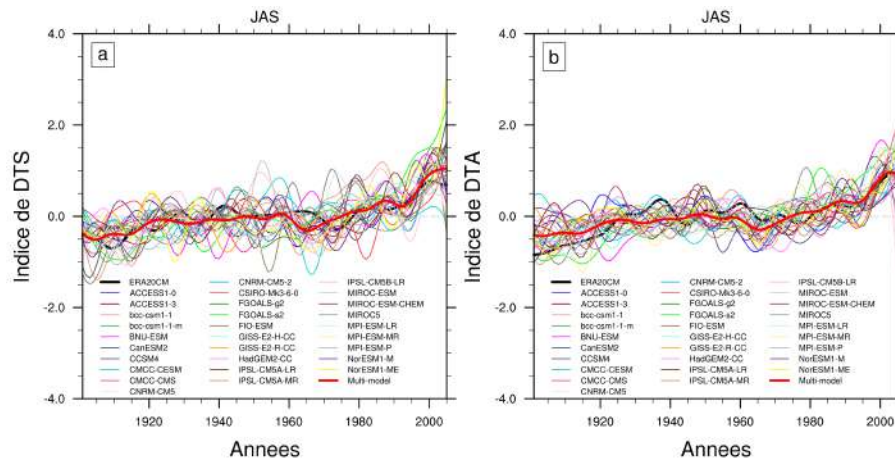 JAS
a
Indice de DTS
4.0
2.0
0.0
-2.0
-4.0
ERA20CM
ACCESS1-0
ACCESS1-3
bcc-csm1-1
bcc-csm1-1-m
BNU-ESM
CanESM2
CCSM4
CMCC-CESM
CMCC-CMS
CNRM-CM5
CNRM-CM5-2
CSIRO-Mk3-6-0
FGOALS-g2
FGOALS-s2
FIO-ESM
GISS-E2-H-CC
GISS-E2-R-CC
HadGEM2-CC
IPSL-CM5A-LR
IPSL-CM5A-MR
IPSL-CM5B-LR
MIROC-ESM
MIROC-ESM-CHEM
MIROC5
MPI-ESM-LR
MPI-ESM-MR
MPI-ESM-P
NorESM1-M
NorESM1-ME
Multi-model
1920 1940 1960 1980 2000
Annees
JAS
b
Indice de DTA
4.0
2.0
0.0
-2.0
-4.0
ERA20CM
ACCESS1-0
ACCESS1-3
bcc-csm1-1
bcc-csm1-1-m
BNU-ESM
CanESM2
CCSM4
CMCC-CESM
CMCC-CMS
CNRM-CM5
CNRM-CM5-2
CSIRO-Mk3-6-0
FGOALS-g2
FGOALS-s2
FIO-ESM
GISS-E2-H-CC
GISS-E2-R-CC
HadGEM2-CC
IPSL-CM5A-LR
IPSL-CM5A-MR
IPSL-CM5B-LR
MIROC-ESM
MIROC-ESM-CHEM
MIROC5
MPI-ESM-LR
MPI-ESM-MR
MPI-ESM-P
NorESM1-M
NorESM1-ME
Multi-model
1920 1940 1960 1980 2000
Annees